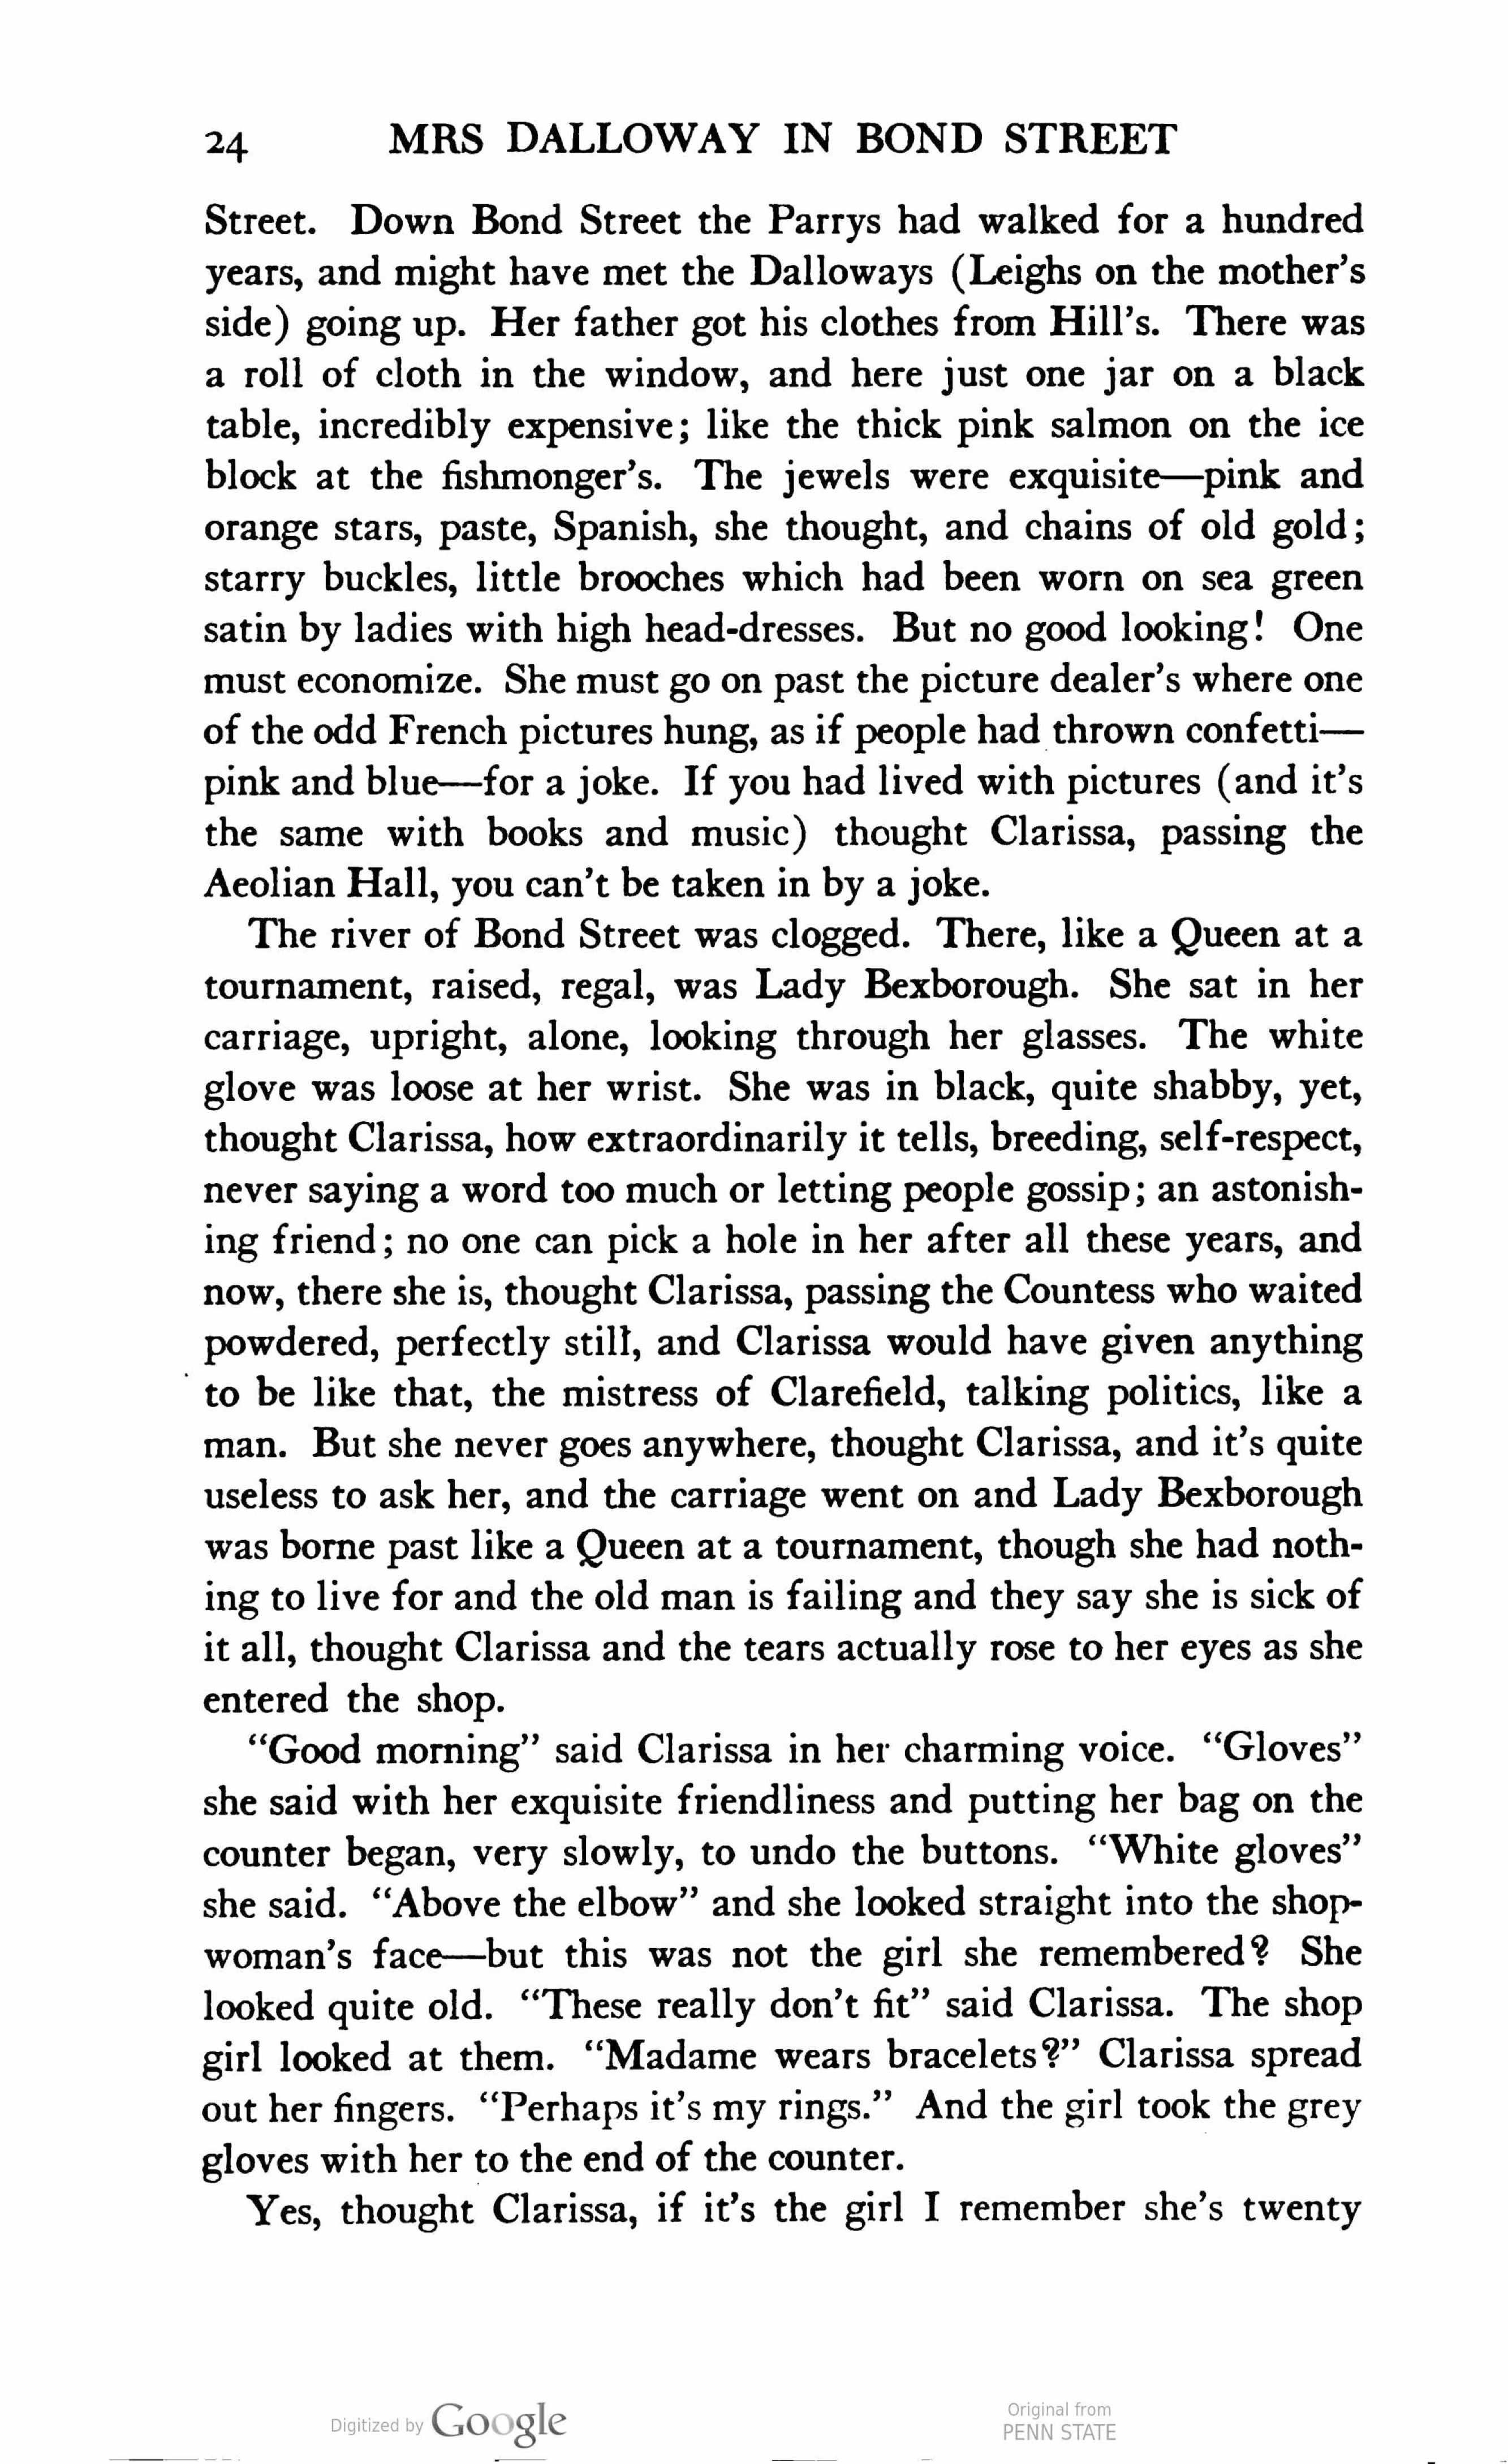 24 MRS DALLOWAY IN BOND STREET
Street. Down Bond Street the Parrys had walked for a hundred
years, and might have met the Dalloways (Leighs on the mother's
side) going up. Her father got his clothes from Hill's. There was
a roll of cloth in the window, and here just one jar on a black
table, incredibly expensive; like the thick pink salmon on the ice
block at the fishmonger's. The jewels were exquisite—pink and
orange stars, paste, Spanish, she thought, and chains of old gold;
starry buckles, little brooches which had been worn on sea green
satin by ladies with high head-dresses. But no good looking! One
must economize. She must go on past the picture dealer's where one
of the odd French pictures hung, as if people had thrown confetti—
pink and blue—for a joke. If you had lived with pictures (and it's
the same with books and music) thought Clarissa, passing the
Aeolian Hall, you can't be taken in by a joke.
The river of Bond Street was clogged. There, like a Queen at a
tournament, raised, regal, was Lady Bexborough. She sat in her
carriage, upright, alone, looking through her glasses. The white
glove was loose at her wrist. She was in black, quite shabby, yet,
thought Clarissa, how extraordinarily it tells, breeding, self-respect,
never saying a word too much or letting people gossip; an astonish-
ing friend; no one can pick a hole in her after all these years, and
now, there she is, thought Clarissa, passing the Countess who waited
powdered, perfectly still, and Clarissa would have given anything
to be like that, the mistress of Clarefield, talking politics, like a
man. But she never goes anywhere, thought Clarissa, and it's quite
useless to ask her, and the carriage went on and Lady Bexborough
was borne past like a Queen at a tournament, though she had noth-
ing to live for and the old man is failing and they say she is sick of
it all, thought Clarissa and the tears actually rose to her eyes as she
entered the shop.
"Good morning" said Clarissa in her charming voice. "Gloves"
she said with her exquisite friendliness and putting her bag on the
counter began, very slowly, to undo the buttons. "White gloves"
she said. "Above the elbow" and she looked straight into the shop-
woman's face—but this was not the girl she remembered? She
looked quite old. "These really don't fit" said Clarissa. The shop
girl looked at them. "Madame wears bracelets?" Clarissa spread
out her fingers. "Perhaps it's my rings." And the girl took the grey
gloves with her to the end of the counter.
Yes, thought Clarissa, if it's the girl I remember she's twenty
Digitized by Google
Original from
PENN STATE